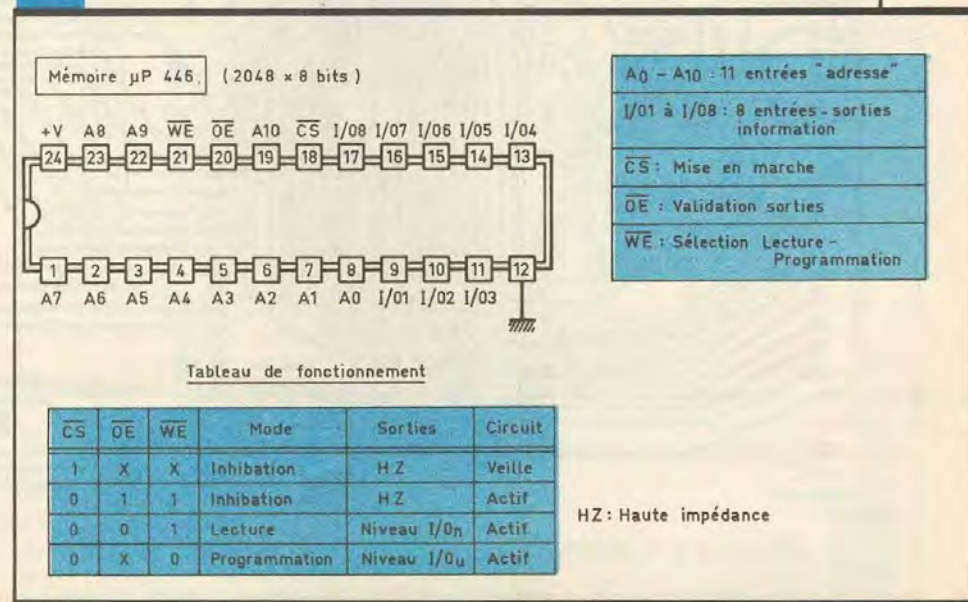 Mémoire µP 446. (2048 × 8 bits)
+V A8 A9 WE OE A10 CS I/08 I/07 I/06 I/05 I/04
24 23 22 21 20 19 18 17 16 15 14 13
1 2 3 4 5 6 7 8 9 10 11 12
A7 A6 A5 A4 A3 A2 A1 A0 I/01 I/02 I/03
A0 – A10 : 11 entrées "adresse"
I/01 à I/08 : 8 entrées - sorties
information
CS : Mise en marche
OE : Validation sorties
WE : Sélection Lecture –
Programmation
Tableau de fonctionnement
CS OE WE Mode Sorties Circuit
1 X X Inhibation HZ Veille
0 1 1 Inhibation HZ Actif
0 0 1 Lecture Niveau I/0n Actif
0 X 0 Programmation Niveau I/0u Actif
HZ : Haute impédance